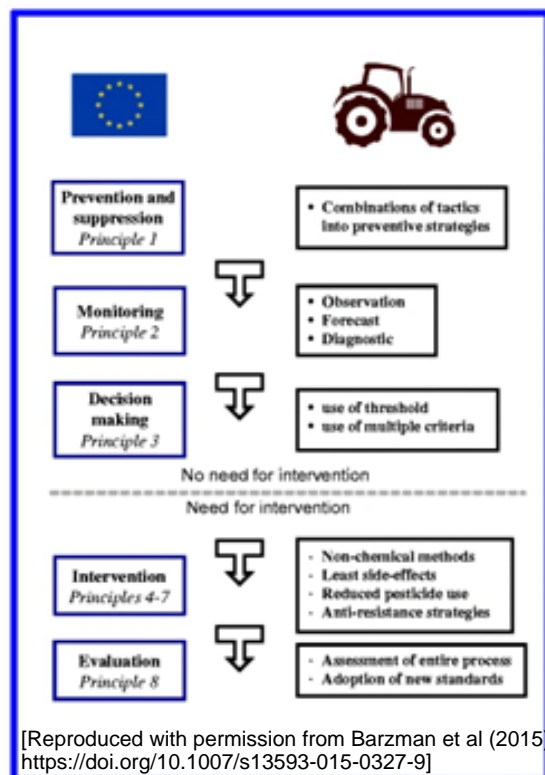 Prevention and
suppression
Principle 1
• Combinations of tactics
into preventive strategies
Monitoring
Principle 2
• Observation
• Forecast
• Diagnostic
Decision
making
Principle 3
• use of threshold
• use of multiple criteria
No need for intervention
Need for intervention
Intervention
Principles 4-7
- Non-chemical methods
- Least side-effects
- Reduced pesticide use
- Anti-resistance strategies
Evaluation
Principle 8
- Assessment of entire process
- Adoption of new standards
[Reproduced with permission from Barzman et al (2015)
https://doi.org/10.1007/s13593-015-0327-9]